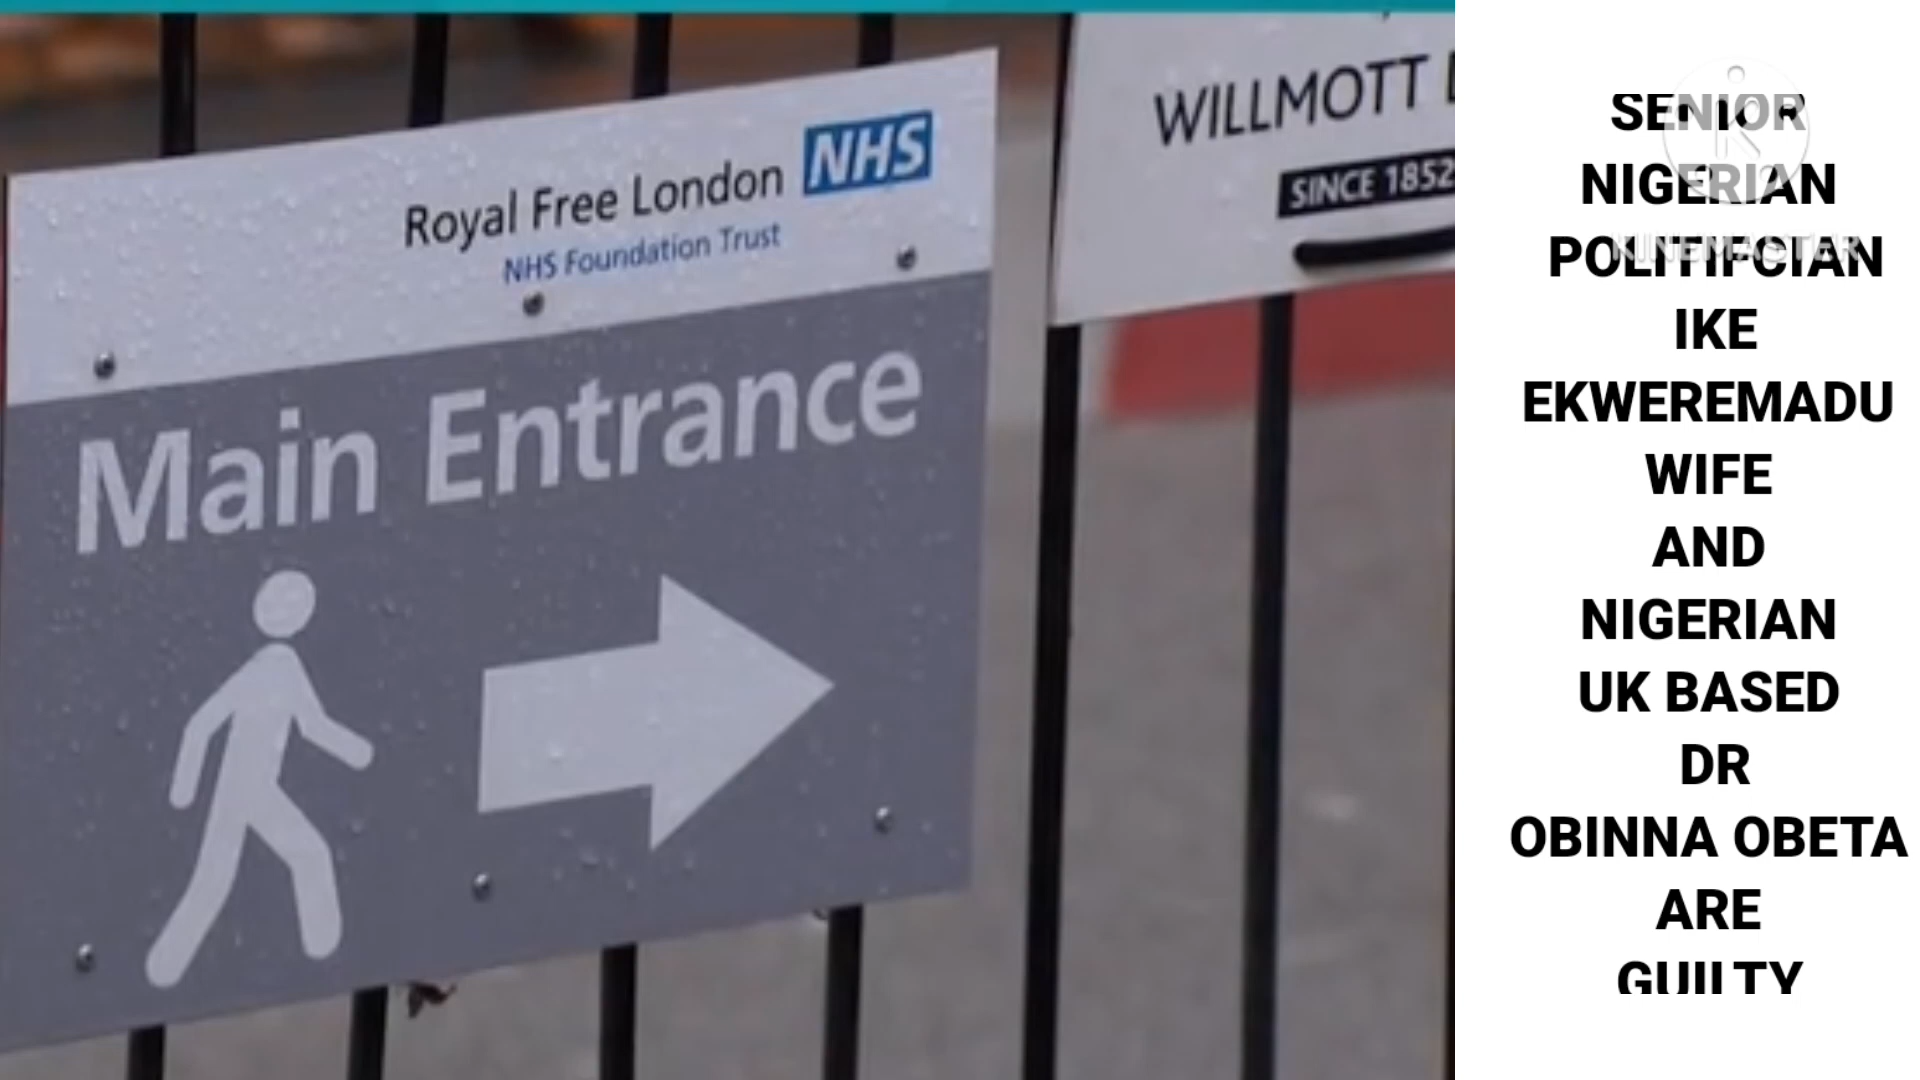 Royal Free London NHS
NHS Foundation Trust
Main Entrance
WILLMOTT
SINCE 1852
SENIOR
NIGERIAN
POLITIFCIAN
IKE
EKWEREMADU
WIFE
AND
NIGERIAN
UK BASED
DR
OBINNA OBETA
ARE
GUILTY
KINEMASTER